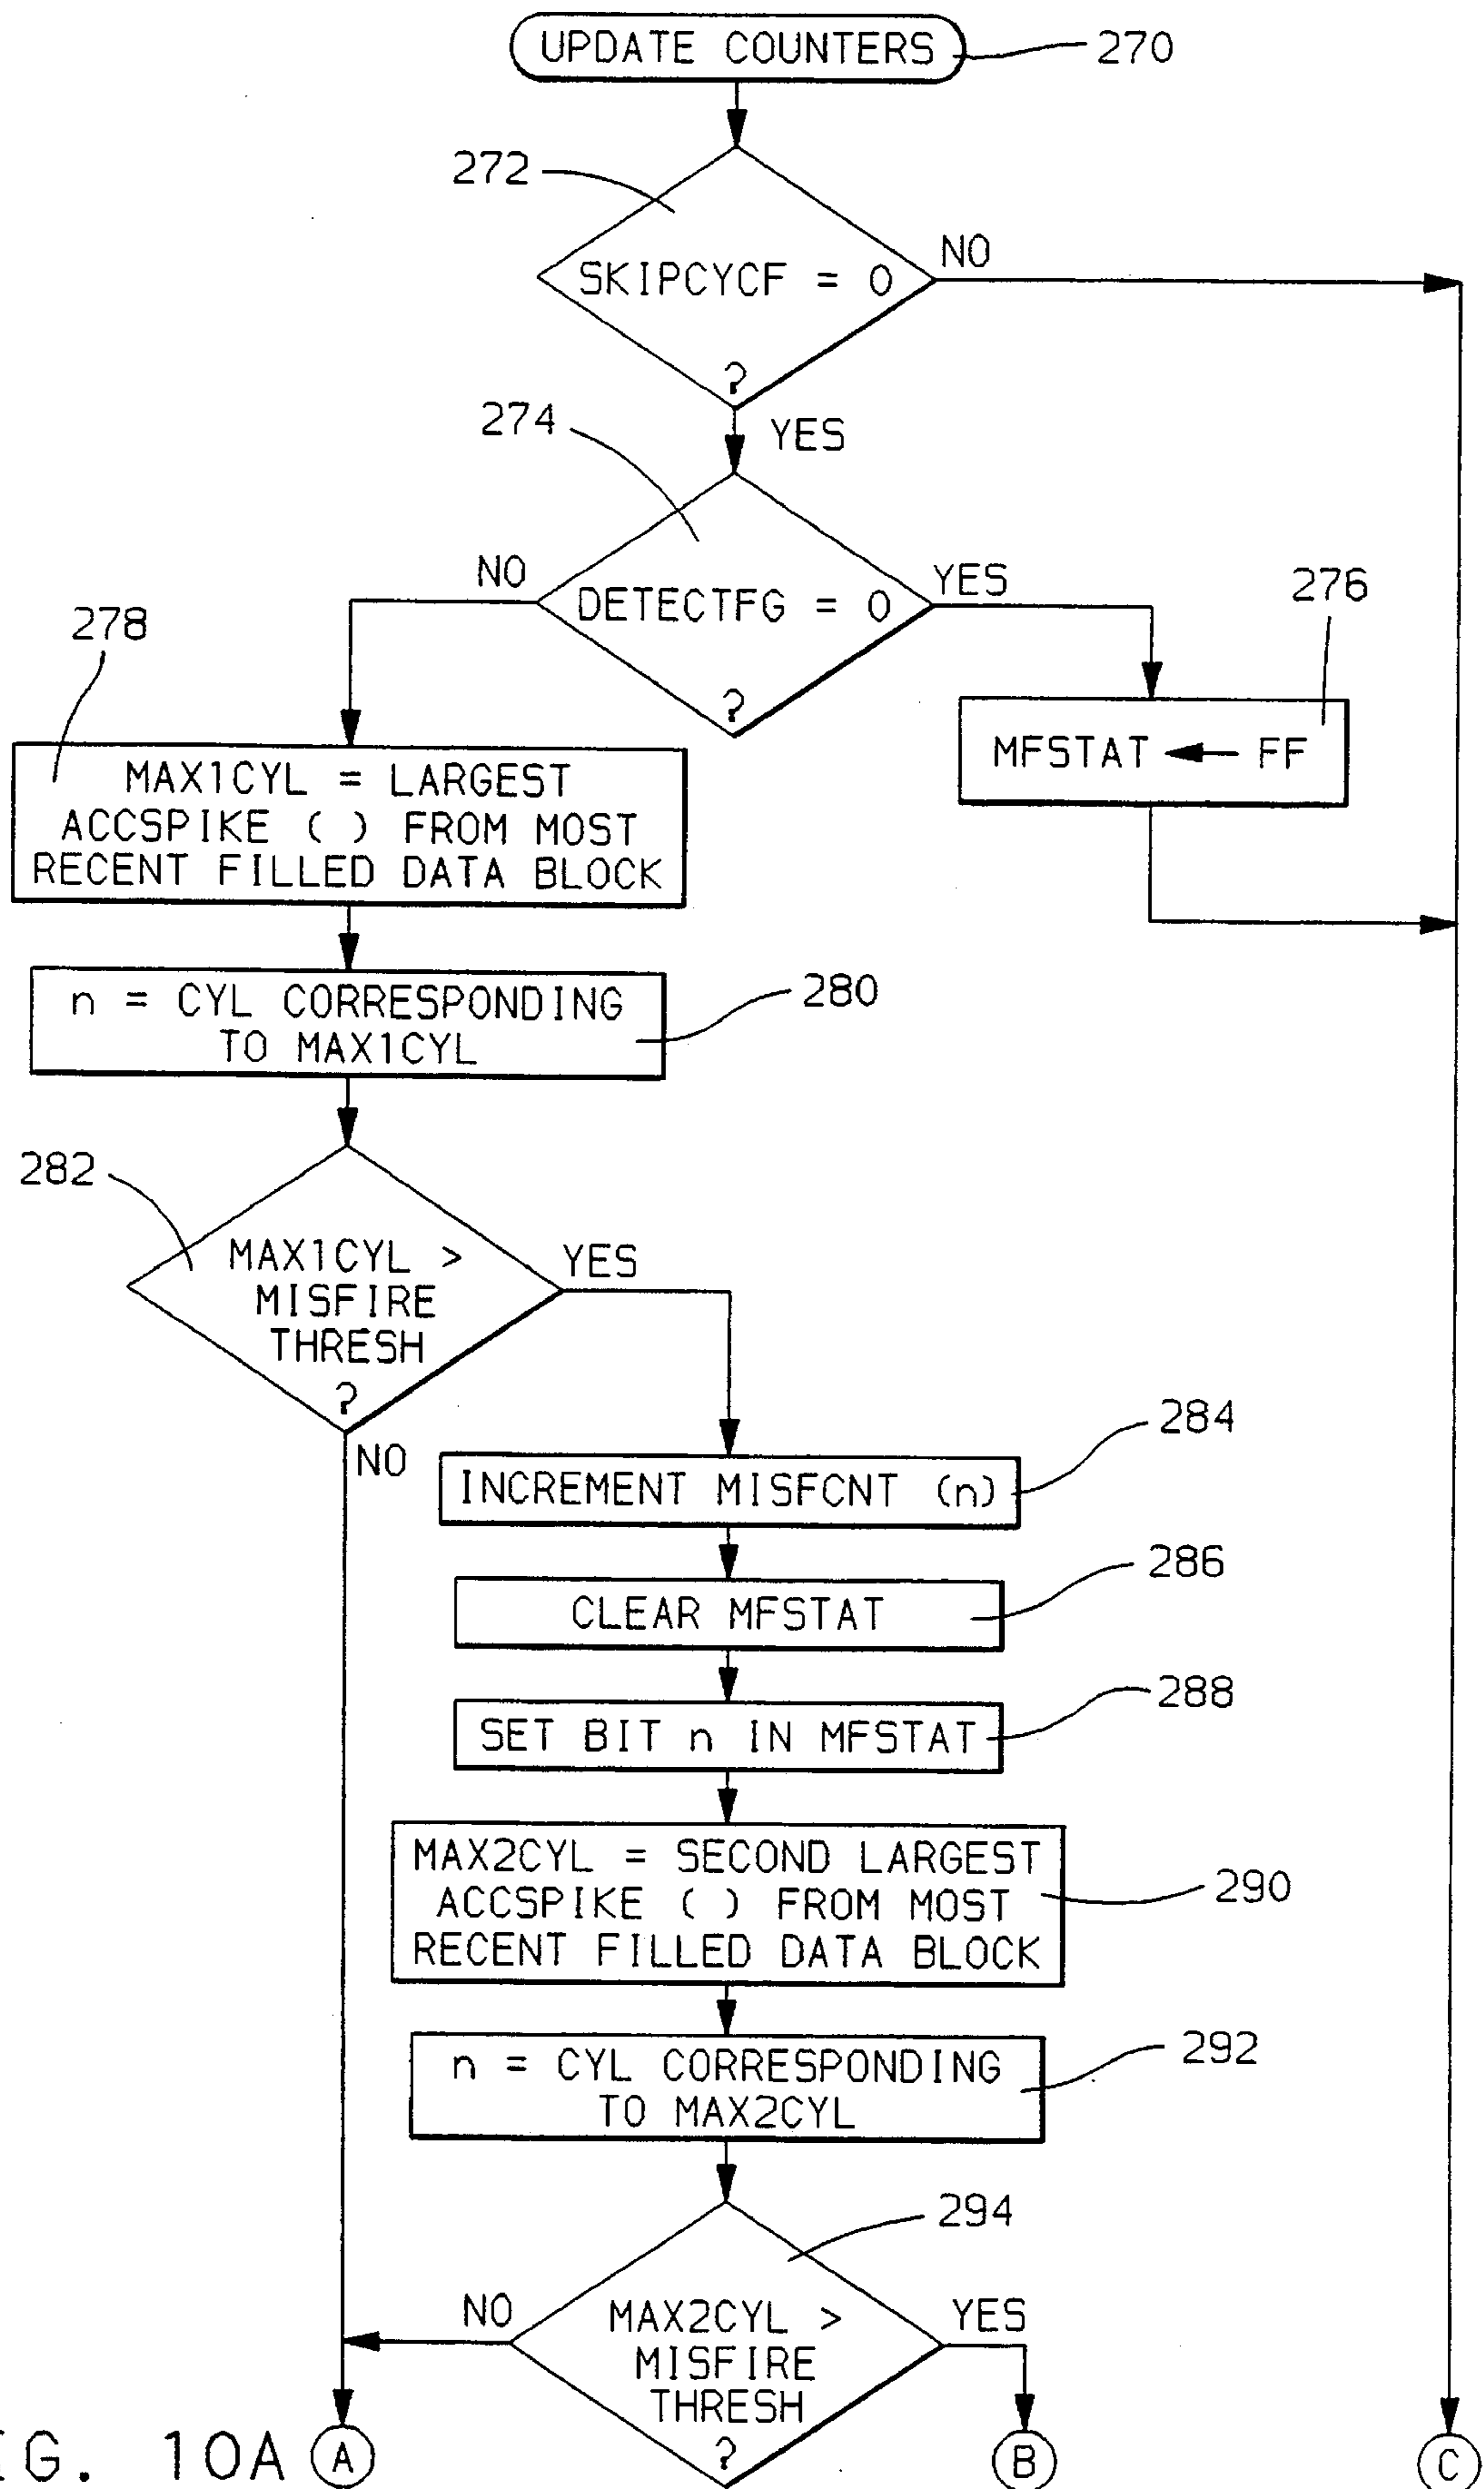 UPDATE COUNTERS
270
272
SKIPCYCF = 0
?
NO
YES
274
DETECTFG = 0
?
NO
YES
276
MFSTAT ← FF
278
MAX1CYL = LARGEST
ACCSPIKE ( ) FROM MOST
RECENT FILLED DATA BLOCK
n = CYL CORRESPONDING
TO MAX1CYL
280
282
MAX1CYL >
MISFIRE
THRESH
?
YES
NO
284
INCREMENT MISFCNT (n)
286
CLEAR MFSTAT
288
SET BIT n IN MFSTAT
MAX2CYL = SECOND LARGEST
ACCSPIKE ( ) FROM MOST
RECENT FILLED DATA BLOCK
290
n = CYL CORRESPONDING
TO MAX2CYL
292
294
MAX2CYL >
MISFIRE
THRESH
?
NO
YES
IG. 10A
A
B
C